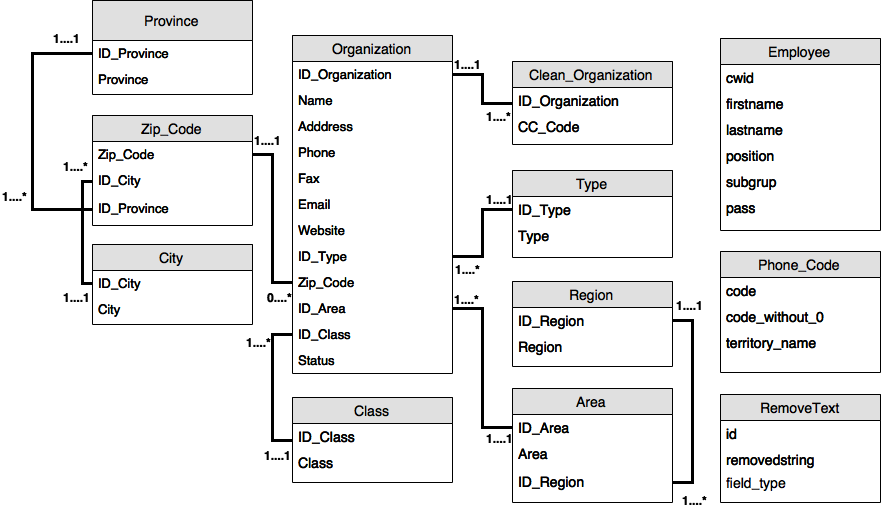 Province
1....1
ID_Province
Province
Zip_Code
1....1
Zip_Code
1....*
ID_City
1....*
ID_Province
City
ID_City
1....1
City
Organization
1....1
ID_Organization
Name
Adddress
Phone
Fax
Email
Website
ID_Type
1....*
Zip_Code
0....*
1....*
ID_Area
ID_Class
1....*
Status
Class
ID_Class
1....1
Class
Clean_Organization
ID_Organization
1....*
CC_Code
Type
1....1
ID_Type
Type
Region
1....1
ID_Region
Region
Area
ID_Area
1....1
Area
ID_Region
1....*
Employee
cwid
firstname
lastname
position
subgrup
pass
Phone_Code
code
code_without_0
territory_name
RemoveText
id
removedstring
field_type